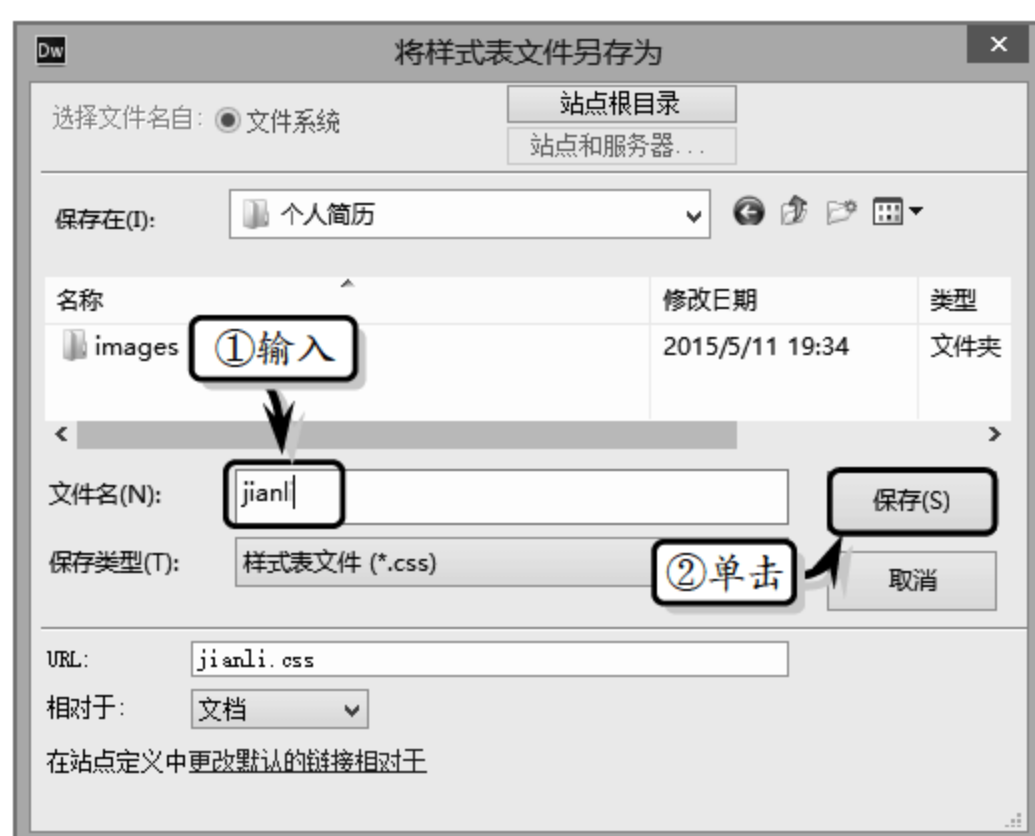 Dw
将样式表文件另存为
选择文件名自:
文件系统
站点根目录
站点和服务器...
保存在(I):
个人简历
名称
修改日期
类型
images
①输入
2015/5/11 19:34
文件夹
文件名(N):
jianli
保存(S)
保存类型(T):
样式表文件 (*.css)
②单击
取消
URL:
jianli.css
相对于:
文档
在站点定义中更改默认的链接相对于